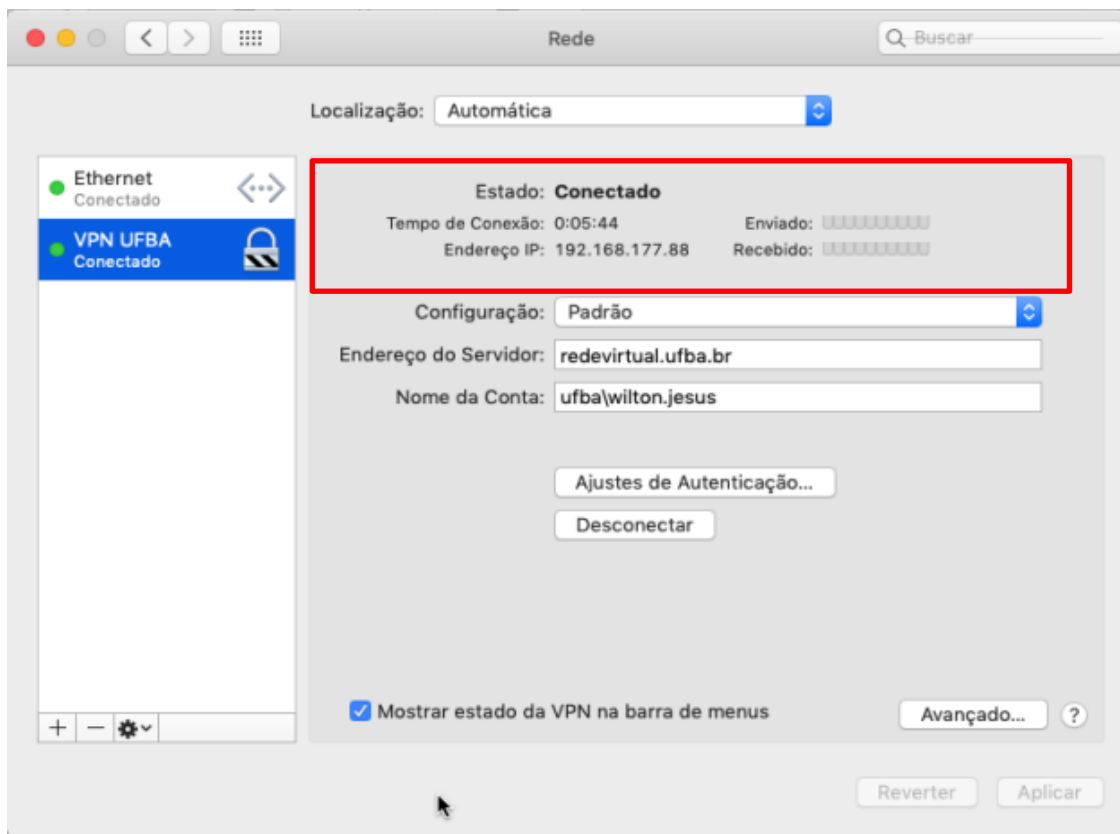 Rede
Buscar
Localização: Automática
Ethernet
Conectado
VPN UFBA
Conectado
Estado: Conectado
Tempo de Conexão: 0:05:44 Enviado:
Endereço IP: 192.168.177.88 Recebido:
Configuração: Padrão
Endereço do Servidor: redevirtual.ufba.br
Nome da Conta: ufba\wilton.jesus
Ajustes de Autenticação...
Desconectar
Mostrar estado da VPN na barra de menus
Avançado... ?
Reverter Aplicar